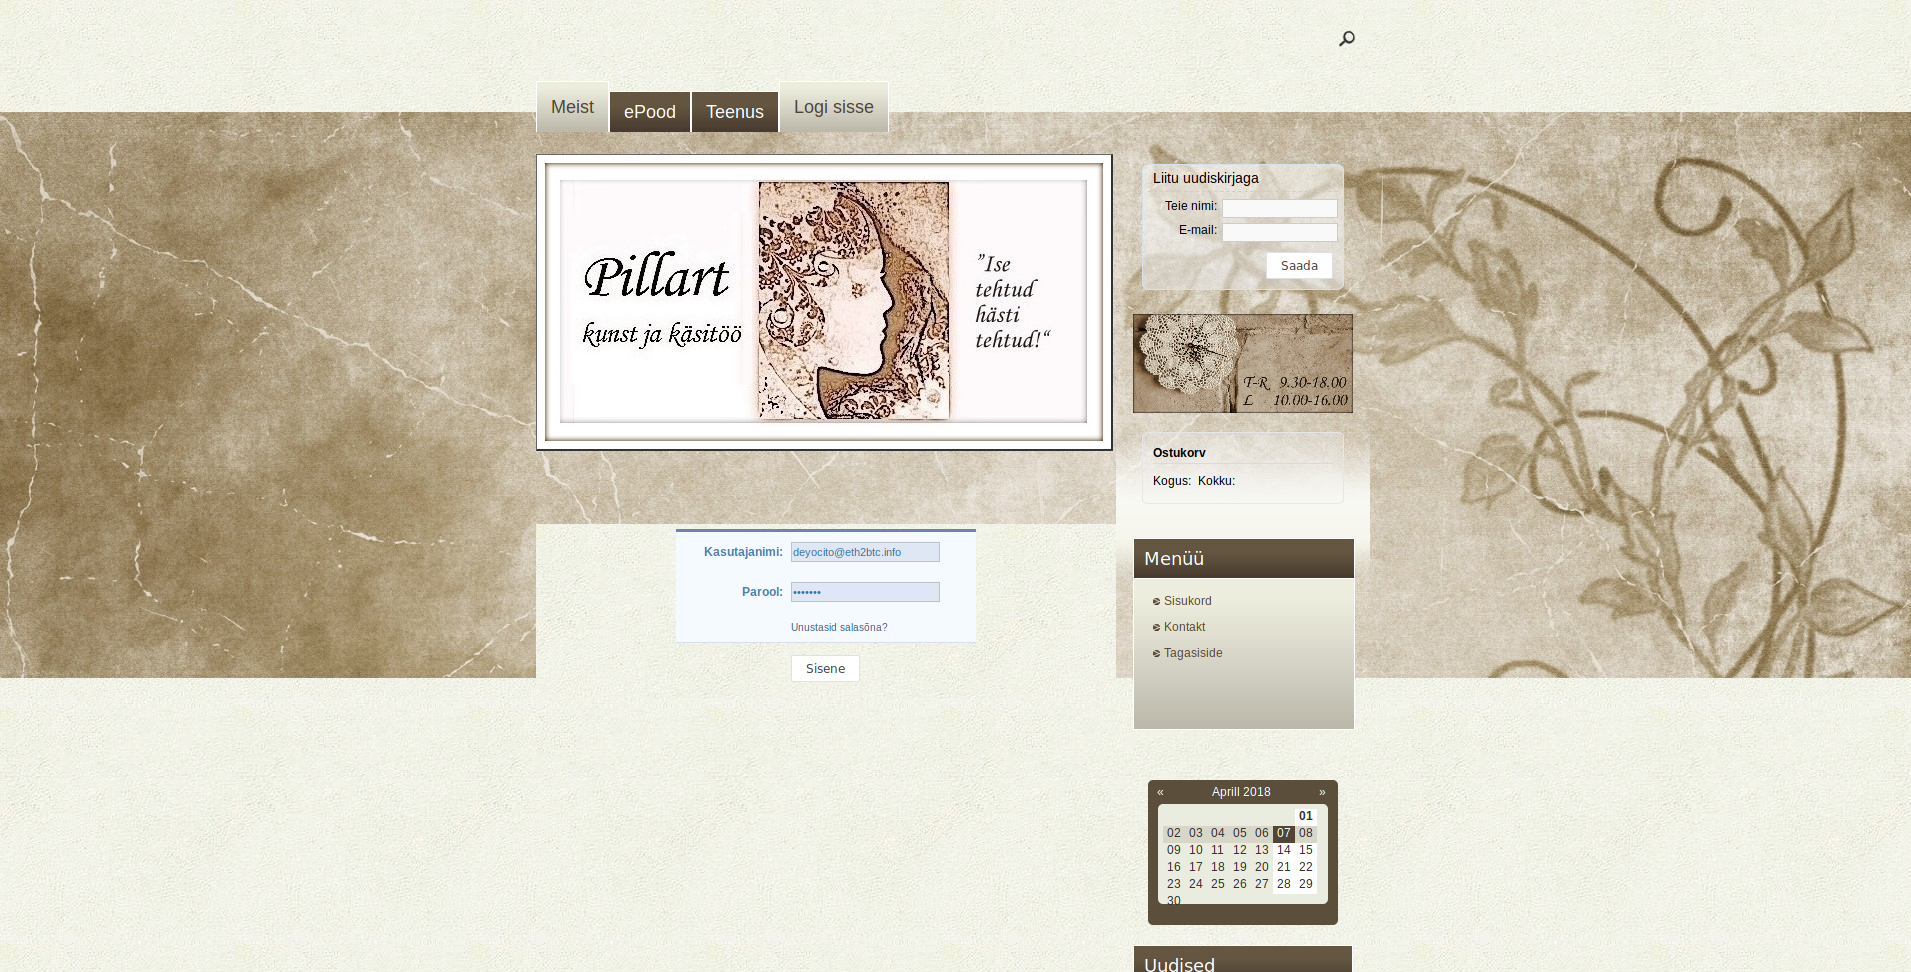 Meist
ePood
Teenus
Logi sisse
Pillart
kunst ja käsitöö
”Ise
tehtud
hästi
tehtud!“
Liitu uudiskirjaga
Teie nimi:
E-mail:
Saada
T-R 9.30-18.00
L 10.00-16.00
Ostukorv
Kogus: Kokku:
Kasutajanimi: deyocito@eth2btc.info
Parool: •••••••
Unustasid salasõna?
Sisene
Menüü
Sisukord
Kontakt
Tagasiside
« Aprill 2018 »
01
02 03 04 05 06 07 08
09 10 11 12 13 14 15
16 17 18 19 20 21 22
23 24 25 26 27 28 29
30
Uudised